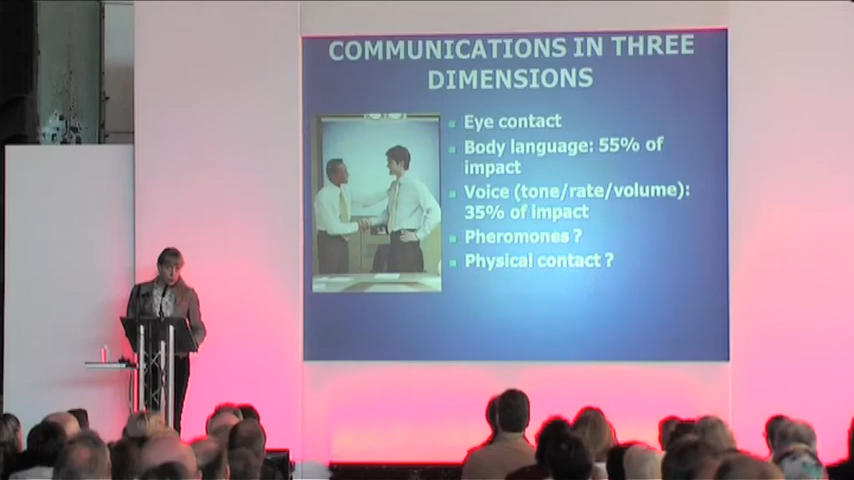 COMMUNICATIONS IN THREE
DIMENSIONS
Eye contact
Body language: 55% of
impact
Voice (tone/rate/volume):
35% of impact
Pheromones ?
Physical contact ?